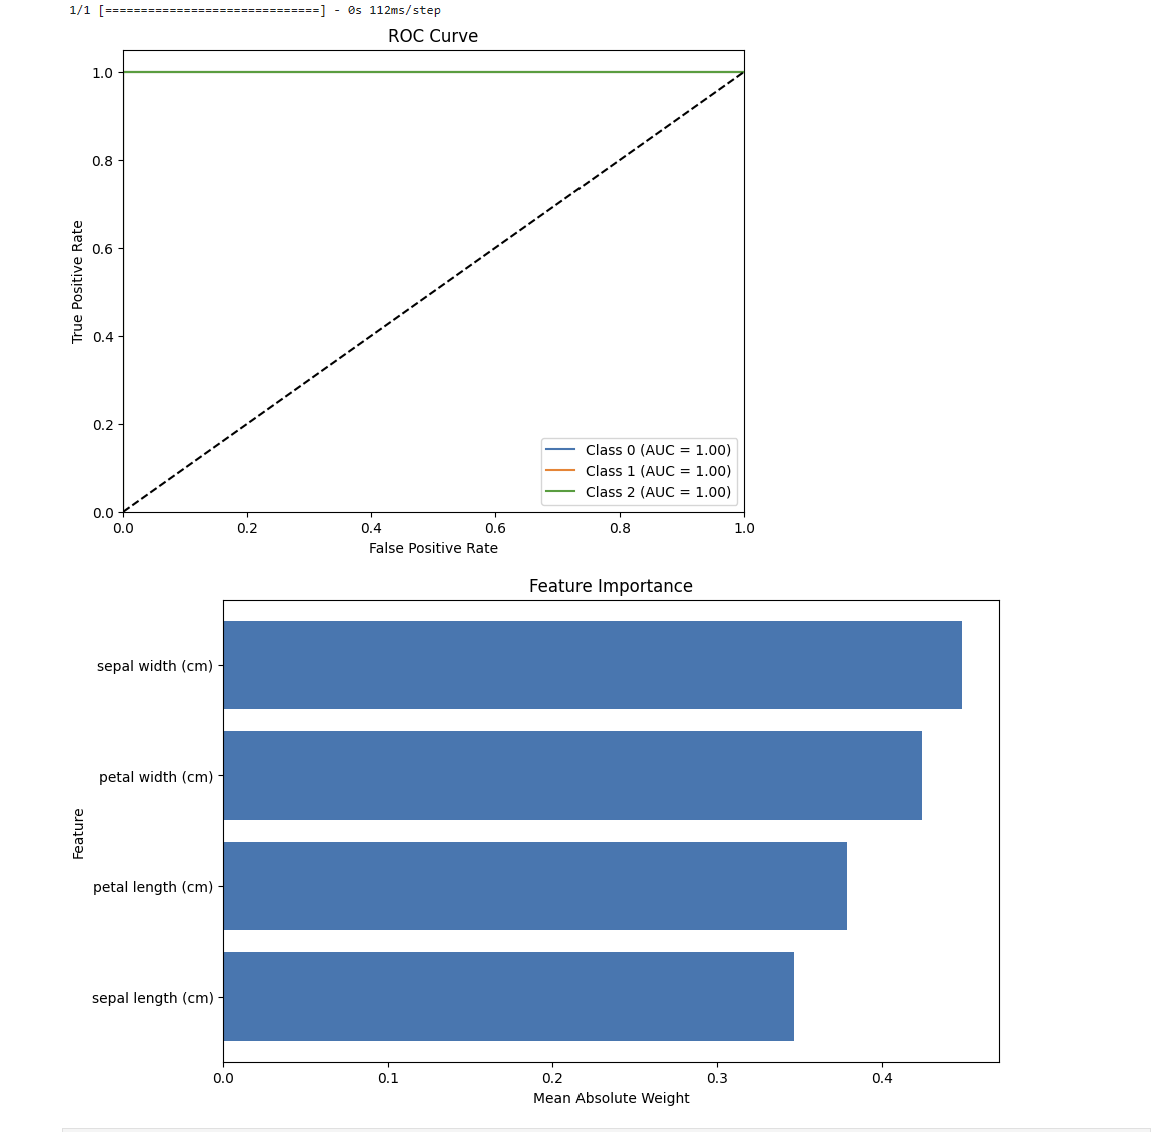 1/1 [==============================] - 0s 112ms/step
ROC Curve
1.0
0.8
0.6
0.4
0.2
0.0
True Positive Rate
Class 0 (AUC = 1.00)
Class 1 (AUC = 1.00)
Class 2 (AUC = 1.00)
0.0 0.2 0.4 0.6 0.8 1.0
False Positive Rate
Feature Importance
sepal width (cm)
petal width (cm)
petal length (cm)
sepal length (cm)
Feature
0.0 0.1 0.2 0.3 0.4
Mean Absolute Weight